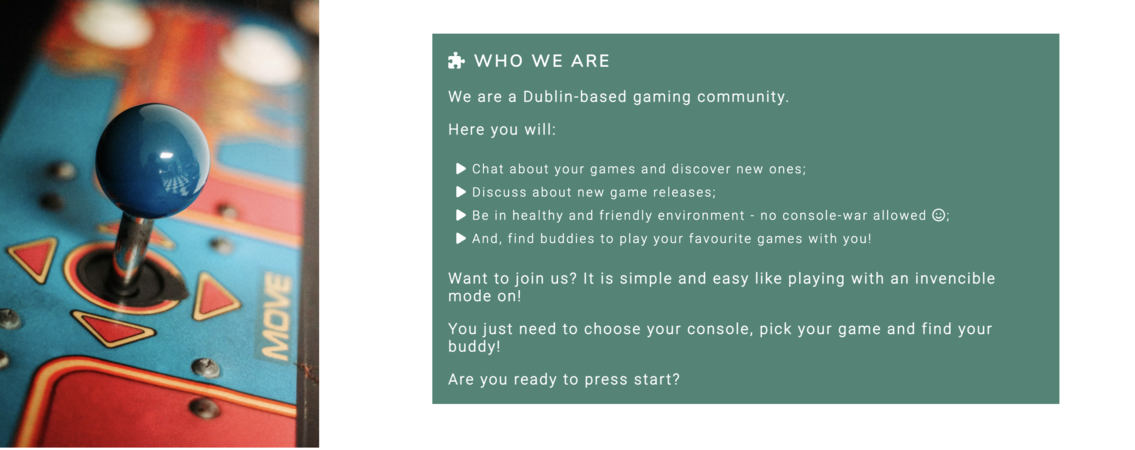 MOVE
WHO WE ARE
We are a Dublin-based gaming community.
Here you will:
Chat about your games and discover new ones;
Discuss about new game releases;
Be in healthy and friendly environment - no console-war allowed ☺;
And, find buddies to play your favourite games with you!
Want to join us? It is simple and easy like playing with an invencible
mode on!
You just need to choose your console, pick your game and find your
buddy!
Are you ready to press start?